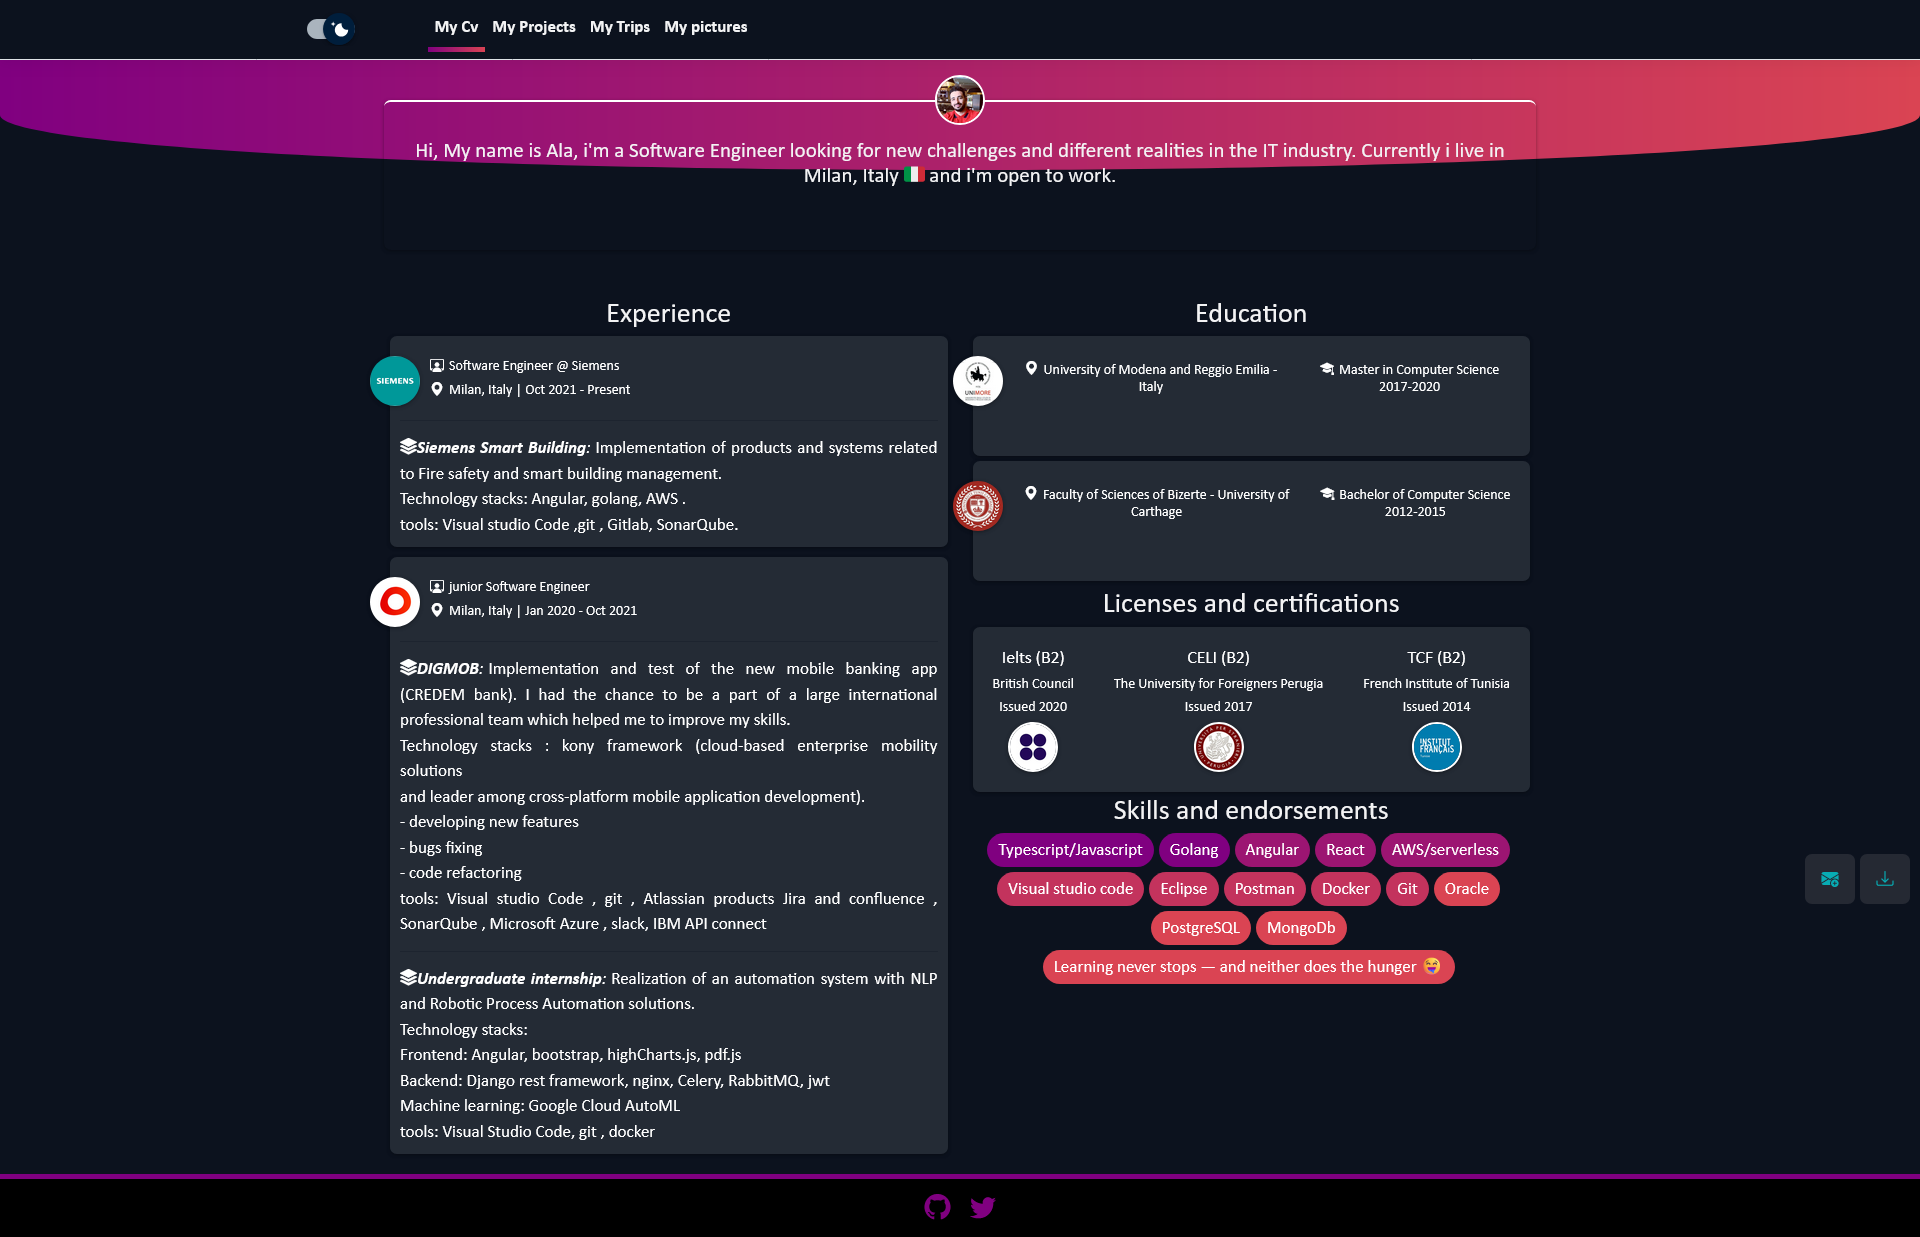 My Cv My Projects My Trips My pictures
Hi, My name is Ala, i'm a Software Engineer looking for new challenges and different realities in the IT industry. Currently i live in
Milan, Italy 🇮🇹 and i'm open to work.
Experience
SIEMENS
Software Engineer @ Siemens
Milan, Italy | Oct 2021 - Present
Siemens Smart Building: Implementation of products and systems related
to Fire safety and smart building management.
Technology stacks: Angular, golang, AWS .
tools: Visual studio Code ,git , Gitlab, SonarQube.
junior Software Engineer
Milan, Italy | Jan 2020 - Oct 2021
DIGMOB: Implementation and test of the new mobile banking app
(CREDEM bank). I had the chance to be a part of a large international
professional team which helped me to improve my skills.
Technology stacks : kony framework (cloud-based enterprise mobility
solutions
and leader among cross-platform mobile application development).
- developing new features
- bugs fixing
- code refactoring
tools: Visual studio Code , git , Atlassian products Jira and confluence ,
SonarQube , Microsoft Azure , slack, IBM API connect
Undergraduate internship: Realization of an automation system with NLP
and Robotic Process Automation solutions.
Technology stacks:
Frontend: Angular, bootstrap, highCharts.js, pdf.js
Backend: Django rest framework, nginx, Celery, RabbitMQ, jwt
Machine learning: Google Cloud AutoML
tools: Visual Studio Code, git , docker
Education
UNIMORE
University of Modena and Reggio Emilia -
Italy
Master in Computer Science
2017-2020
Faculty of Sciences of Bizerte - University of
Carthage
Bachelor of Computer Science
2012-2015
Licenses and certifications
Ielts (B2)
British Council
Issued 2020
CELI (B2)
The University for Foreigners Perugia
Issued 2017
TCF (B2)
French Institute of Tunisia
Issued 2014
INSTITUT
FRANÇAIS
Skills and endorsements
Typescript/Javascript Golang Angular React AWS/serverless
Visual studio code Eclipse Postman Docker Git Oracle
PostgreSQL MongoDb
Learning never stops — and neither does the hunger 😝